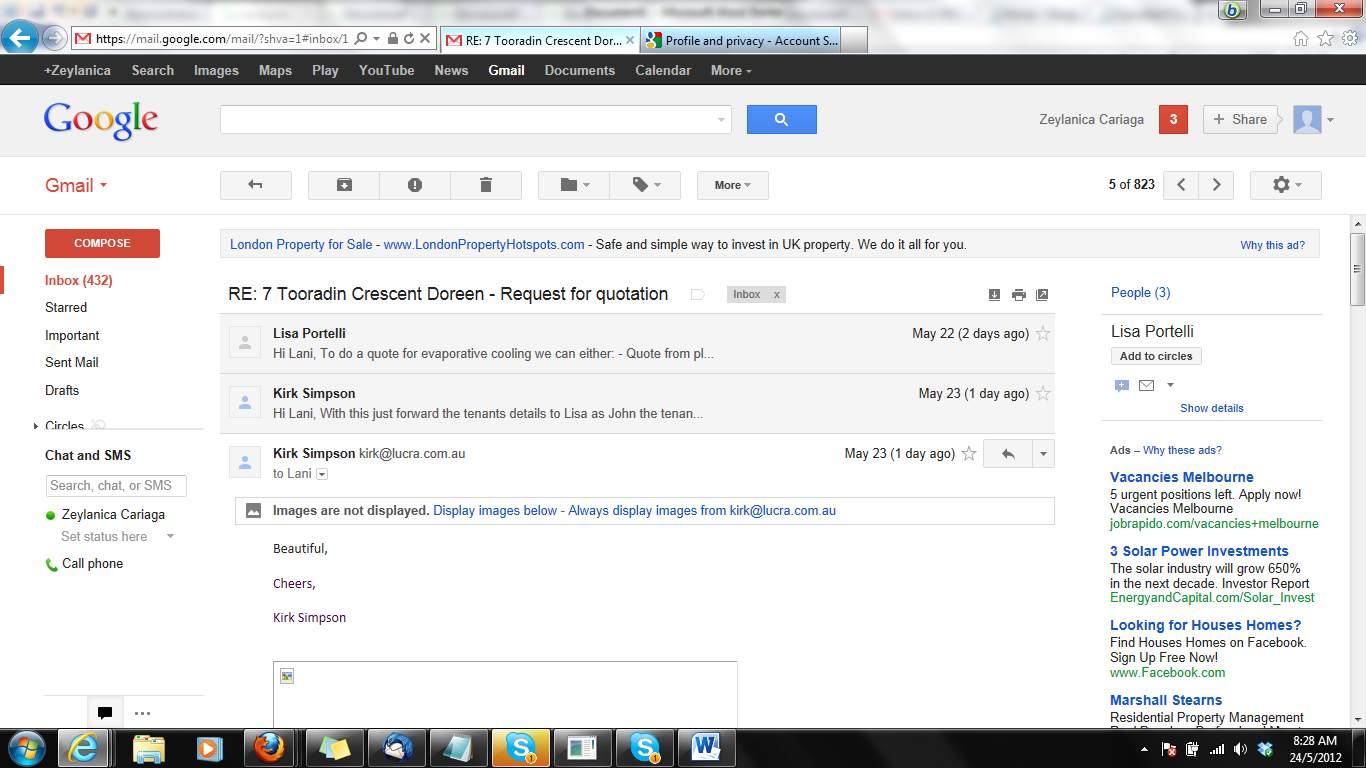 https://mail.google.com/mail/?shva=1#inbox/1
RE: 7 Tooradin Crescent Dor...
Profile and privacy - Account S...
+Zeylanica Search Images Maps Play YouTube News Gmail Documents Calendar More
Google
Zeylanica Cariaga 3 + Share
Gmail
More
5 of 823
COMPOSE
Inbox (432)
Starred
Important
Sent Mail
Drafts
Circles
Chat and SMS
Search, chat, or SMS
Zeylanica Cariaga
Set status here
Call phone
London Property for Sale - www.LondonPropertyHotspots.com - Safe and simple way to invest in UK property. We do it all for you.
Why this ad?
RE: 7 Tooradin Crescent Doreen - Request for quotation
Inbox x
Lisa Portelli
May 22 (2 days ago)
Hi Lani, To do a quote for evaporative cooling we can either: - Quote from pl...
Kirk Simpson
May 23 (1 day ago)
Hi Lani, With this just forward the tenants details to Lisa as John the tenan...
Kirk Simpson kirk@lucra.com.au
May 23 (1 day ago)
to Lani
Images are not displayed. Display images below - Always display images from kirk@lucra.com.au
Beautiful,
Cheers,
Kirk Simpson
People (3)
Lisa Portelli
Add to circles
Show details
Ads – Why these ads?
Vacancies Melbourne
5 urgent positions left. Apply now!
Vacancies Melbourne
jobrapido.com/vacancies+melbourne
3 Solar Power Investments
The solar industry will grow 650%
in the next decade. Investor Report
EnergyandCapital.com/Solar_Invest
Looking for Houses Homes?
Find Houses Homes on Facebook.
Sign Up Free Now!
www.Facebook.com
Marshall Stearns
Residential Property Management
8:28 AM
24/5/2012